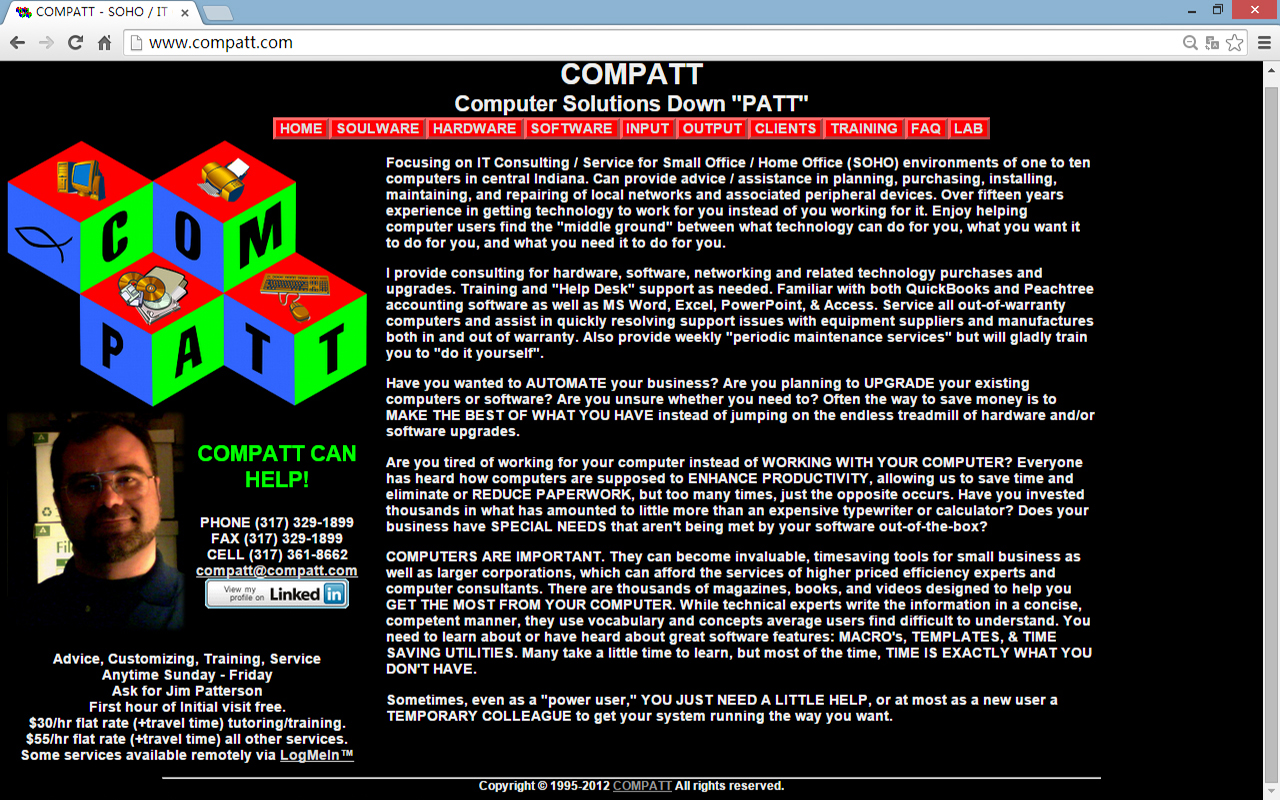 COMPATT - SOHO / IT
www.compatt.com
COMPATT
Computer Solutions Down "PATT"
HOME SOULWARE HARDWARE SOFTWARE INPUT OUTPUT CLIENTS TRAINING FAQ LAB
COM
PATT
COMPATT CAN
HELP!
PHONE (317) 329-1899
FAX (317) 329-1899
CELL (317) 361-8662
compatt@compatt.com
View my
profile on Linked in
Advice, Customizing, Training, Service
Anytime Sunday - Friday
Ask for Jim Patterson
First hour of Initial visit free.
$30/hr flat rate (+travel time) tutoring/training.
$55/hr flat rate (+travel time) all other services.
Some services available remotely via LogMeIn™
Focusing on IT Consulting / Service for Small Office / Home Office (SOHO) environments of one to ten
computers in central Indiana. Can provide advice / assistance in planning, purchasing, installing,
maintaining, and repairing of local networks and associated peripheral devices. Over fifteen years
experience in getting technology to work for you instead of you working for it. Enjoy helping
computer users find the "middle ground" between what technology can do for you, what you want it
to do for you, and what you need it to do for you.
I provide consulting for hardware, software, networking and related technology purchases and
upgrades. Training and "Help Desk" support as needed. Familiar with both QuickBooks and Peachtree
accounting software as well as MS Word, Excel, PowerPoint, & Access. Service all out-of-warranty
computers and assist in quickly resolving support issues with equipment suppliers and manufactures
both in and out of warranty. Also provide weekly "periodic maintenance services" but will gladly train
you to "do it yourself".
Have you wanted to AUTOMATE your business? Are you planning to UPGRADE your existing
computers or software? Are you unsure whether you need to? Often the way to save money is to
MAKE THE BEST OF WHAT YOU HAVE instead of jumping on the endless treadmill of hardware and/or
software upgrades.
Are you tired of working for your computer instead of WORKING WITH YOUR COMPUTER? Everyone
has heard how computers are supposed to ENHANCE PRODUCTIVITY, allowing us to save time and
eliminate or REDUCE PAPERWORK, but too many times, just the opposite occurs. Have you invested
thousands in what has amounted to little more than an expensive typewriter or calculator? Does your
business have SPECIAL NEEDS that aren't being met by your software out-of-the-box?
COMPUTERS ARE IMPORTANT. They can become invaluable, timesaving tools for small business as
well as larger corporations, which can afford the services of higher priced efficiency experts and
computer consultants. There are thousands of magazines, books, and videos designed to help you
GET THE MOST FROM YOUR COMPUTER. While technical experts write the information in a concise,
competent manner, they use vocabulary and concepts average users find difficult to understand. You
need to learn about or have heard about great software features: MACRO's, TEMPLATES, & TIME
SAVING UTILITIES. Many take a little time to learn, but most of the time, TIME IS EXACTLY WHAT YOU
DON'T HAVE.
Sometimes, even as a "power user," YOU JUST NEED A LITTLE HELP, or at most as a new user a
TEMPORARY COLLEAGUE to get your system running the way you want.
Copyright © 1995-2012 COMPATT All rights reserved.